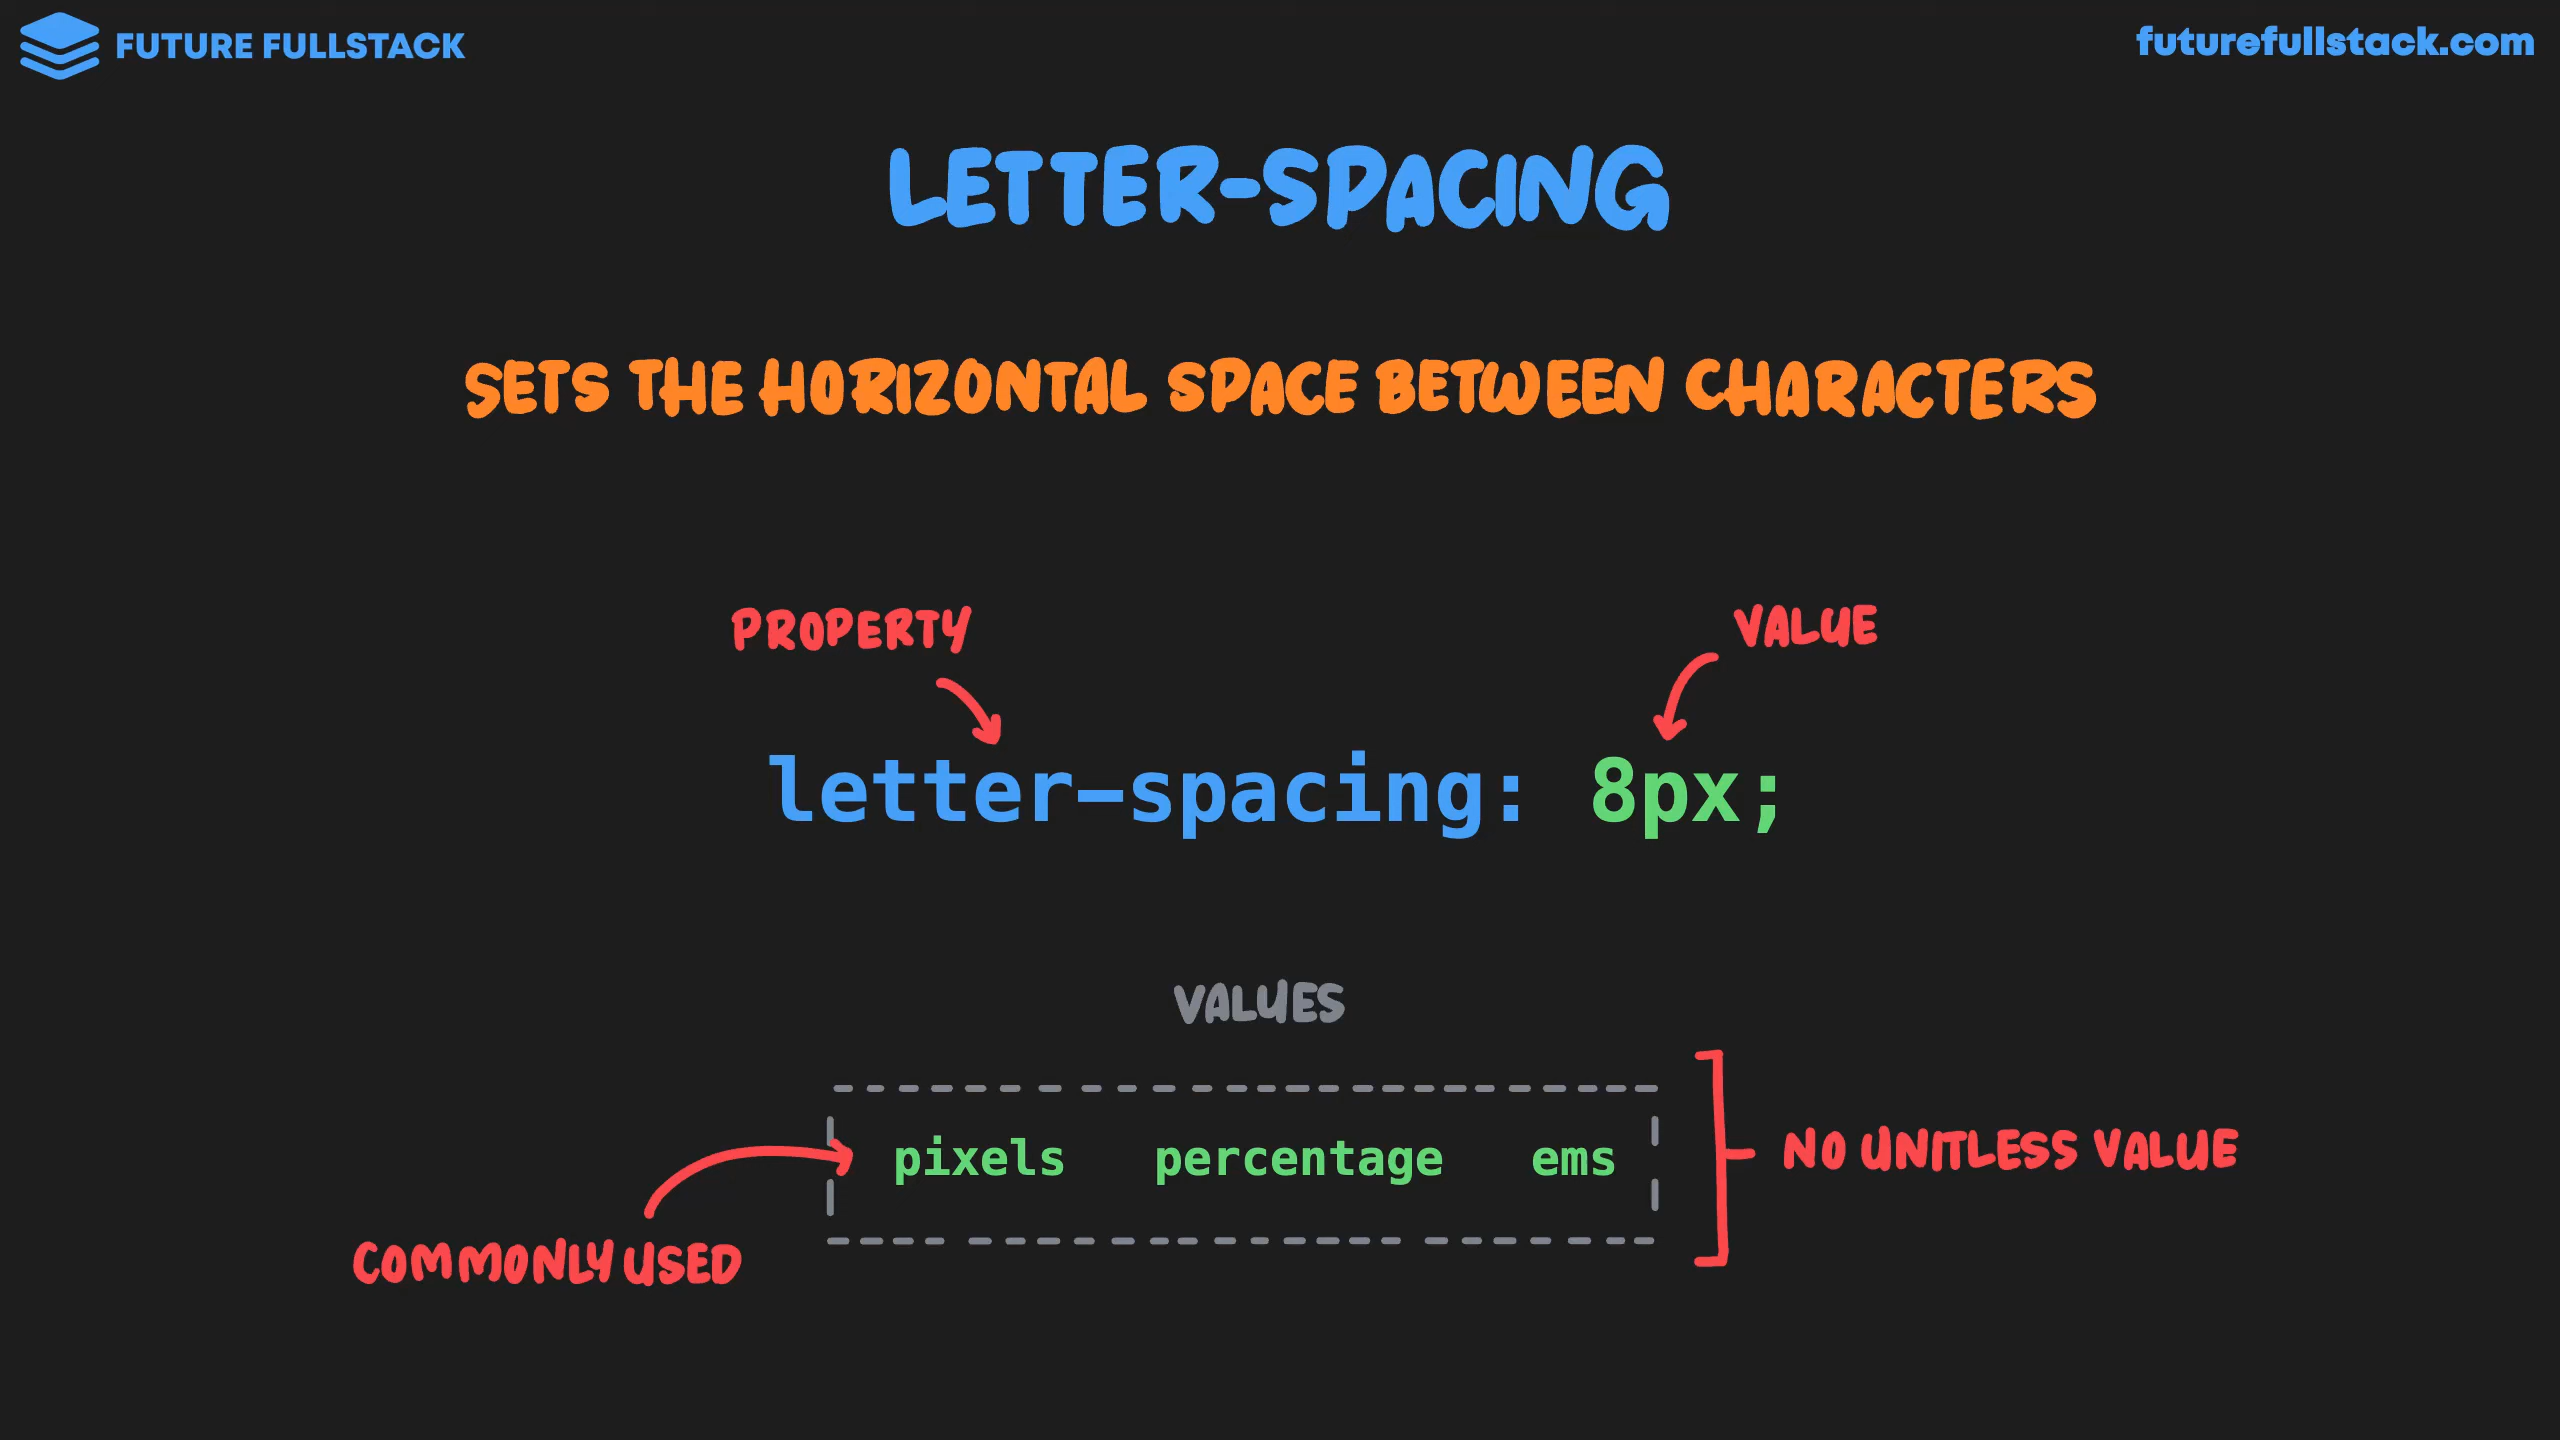 FUTURE FULLSTACK
futurefullstack.com
LETTER-SPACING
SETS THE HORIZONTAL SPACE BETWEEN CHARACTERS
PROPERTY
VALUE
letter-spacing: 8px;
VALUES
pixels percentage ems
NO UNITLESS VALUE
COMMONLY USED